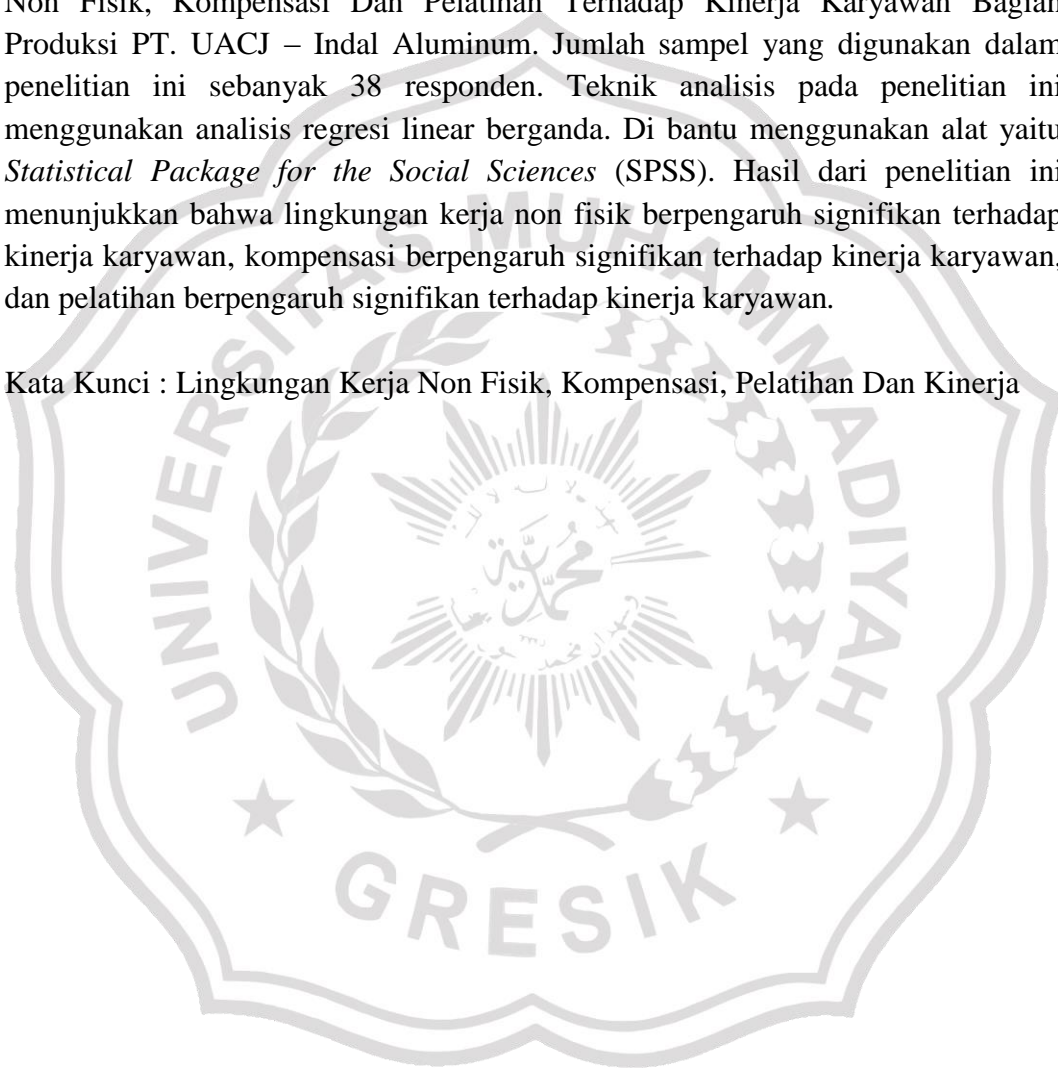 Non Fisik, Kompensasi Dan Pelatihan Terhadap Kinerja Karyawan Bagian
Produksi PT. UACJ – Indal Aluminum. Jumlah sampel yang digunakan dalam
penelitian ini sebanyak 38 responden. Teknik analisis pada penelitian ini
menggunakan analisis regresi linear berganda. Di bantu menggunakan alat yaitu
Statistical Package for the Social Sciences (SPSS). Hasil dari penelitian ini
menunjukkan bahwa lingkungan kerja non fisik berpengaruh signifikan terhadap
kinerja karyawan, kompensasi berpengaruh signifikan terhadap kinerja karyawan,
dan pelatihan berpengaruh signifikan terhadap kinerja karyawan.
Kata Kunci : Lingkungan Kerja Non Fisik, Kompensasi, Pelatihan Dan Kinerja
UNIVERSITAS MUHAMMADIYAH
GRESIK